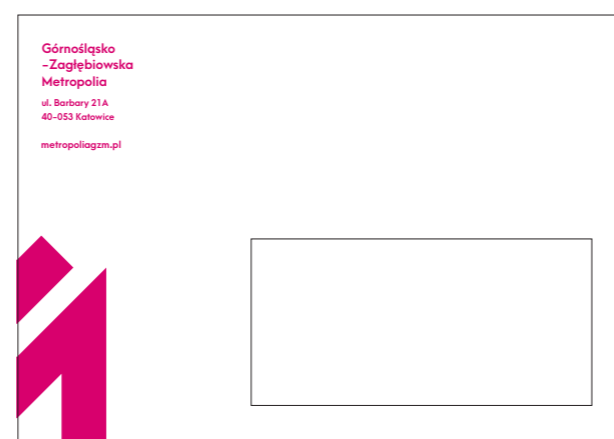 Górnośląsko
-Zagłębiowska
Metropolia
ul. Barbary 21A
40-053 Katowice
metropoliagzm.pl